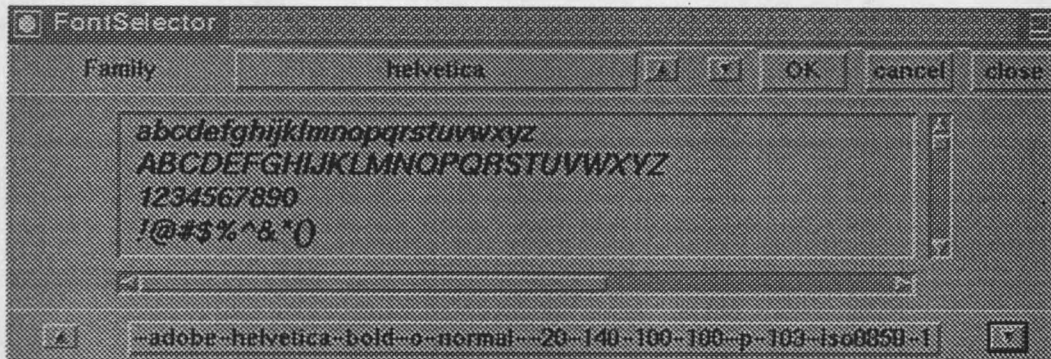 FontSelector
Family helvetica OK cancel close
abcdefghijklmnopqrstuvwxyz
ABCDEFGHIJKLMNOPQRSTUVWXYZ
1234567890
!@#$%^&*()
-adobe-helvetica-bold-o-normal--20-140-100-100-p-103-iso8859-1